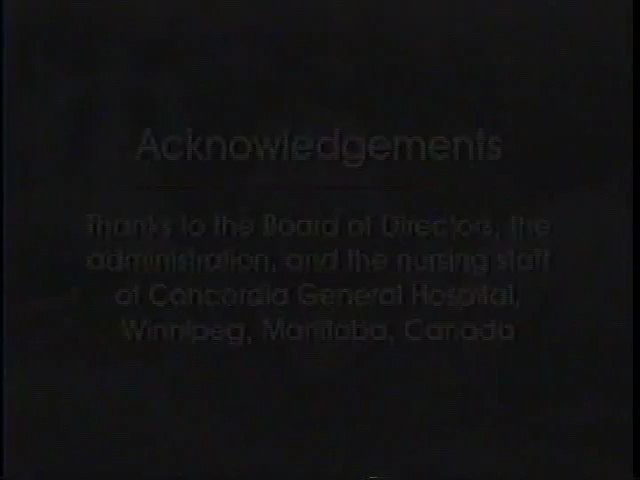 Acknowledgements
Thanks to the Board of Directors, the
administration, and the nursing staff
of Concordia General Hospital,
Winnipeg, Manitoba, Canada